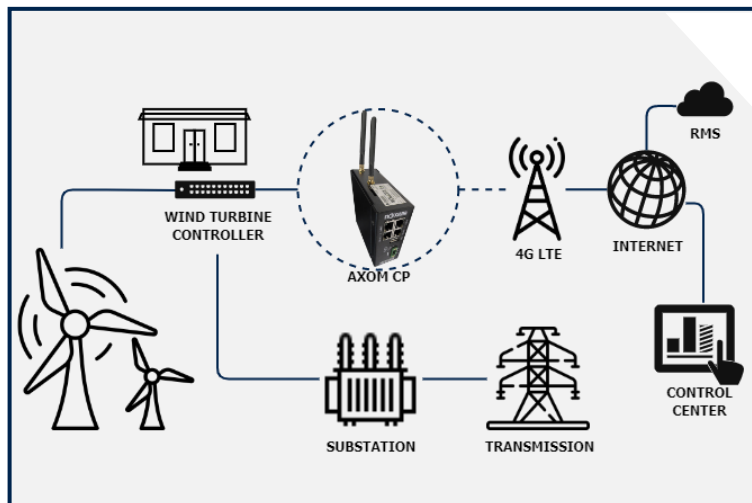 RMS
WIND TURBINE
CONTROLLER
4G LTE
INTERNET
AXOM CP
CONTROL
CENTER
SUBSTATION
TRANSMISSION